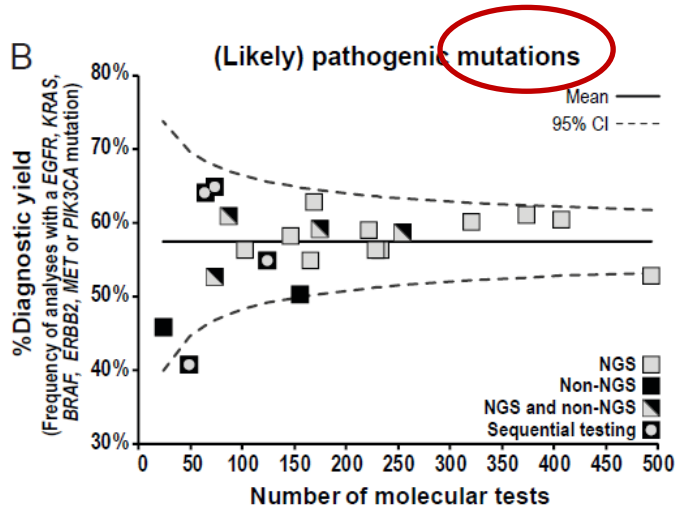 B
(Likely) pathogenic mutations
%Diagnostic yield
(Frequency of analyses with a EGFR, KRAS,
BRAF, ERBB2, MET or PIK3CA mutation)
80%
70%
60%
50%
40%
30%
Mean
95% CI
NGS
Non-NGS
NGS and non-NGS
Sequential testing
0 50 100 150 200 250 300 350 400 450 500
Number of molecular tests